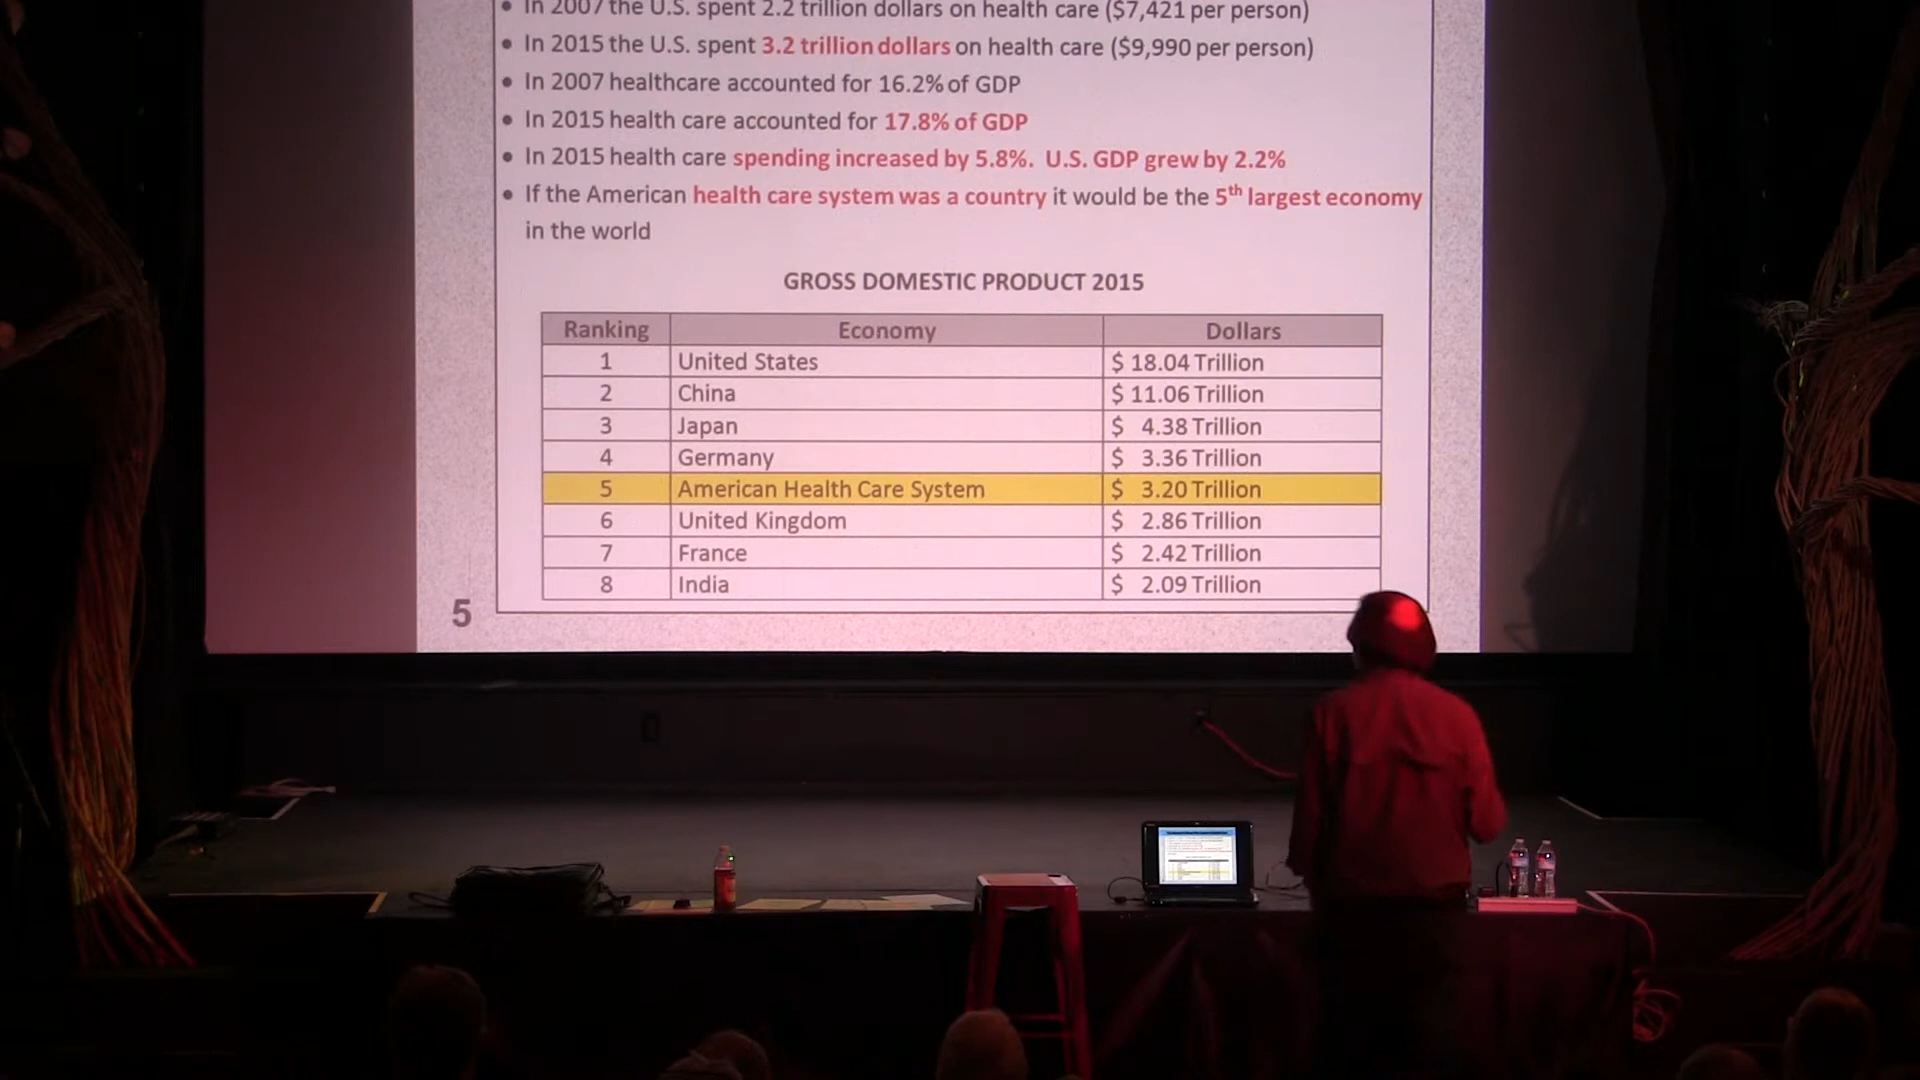 • In 2007 the U.S. spent 2.2 trillion dollars on health care ($7,421 per person)
• In 2015 the U.S. spent 3.2 trillion dollars on health care ($9,990 per person)
• In 2007 healthcare accounted for 16.2% of GDP
• In 2015 health care accounted for 17.8% of GDP
• In 2015 health care spending increased by 5.8%. U.S. GDP grew by 2.2%
• If the American health care system was a country it would be the 5th largest economy
in the world
GROSS DOMESTIC PRODUCT 2015
Ranking Economy Dollars
1 United States $ 18.04 Trillion
2 China $ 11.06 Trillion
3 Japan $ 4.38 Trillion
4 Germany $ 3.36 Trillion
5 American Health Care System $ 3.20 Trillion
6 United Kingdom $ 2.86 Trillion
7 France $ 2.42 Trillion
8 India $ 2.09 Trillion
5